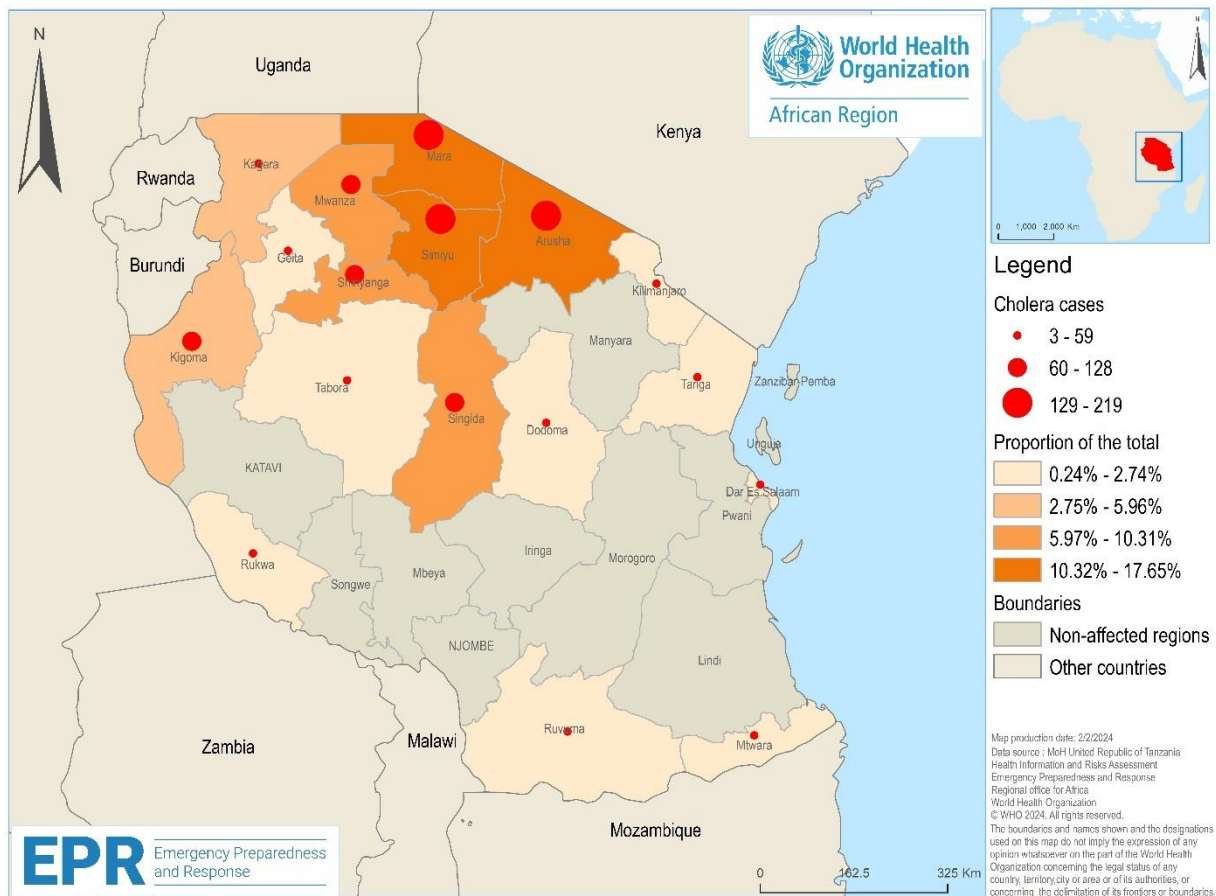 N
Uganda
World Health
Organization
African Region
Kenya
Rwanda
Burundi
Kagera
Mara
Mwanza
Simiyu
Arusha
Geita
Shinyanga
Kilimanjaro
Manyara
Kigoma
Tabora
Singida
Tanga
Zanzibar Pemba
Dodoma
Unguja
KATAVI
Dar Es Salaam
Pwani
Rukwa
Iringa
Morogoro
Mbeya
Songwe
NJOMBE
Lindi
Ruvuma
Mtwara
Zambia
Malawi
Mozambique
EPR
Emergency Preparedness
and Response
0 162.5 325 Km
N
0 1,000 2,000 Km
Legend
Cholera cases
3 - 59
60 - 128
129 - 219
Proportion of the total
0.24% - 2.74%
2.75% - 5.96%
5.97% - 10.31%
10.32% - 17.65%
Boundaries
Non-affected regions
Other countries
Map production date: 2/2/2024
Data source : MoH United Republic of Tanzania
Health Information and Risks Assessment
Emergency Preparedness and Response
Regional office for Africa
World Health Organization
© WHO 2024. All rights reserved.
The boundaries and names shown and the designations
used on this map do not imply the expression of any
opinion whatsoever on the part of the World Health
Organization concerning the legal status of any
country, territory,city or area or of its authorities, or
concerning the delimitation of its frontiers or boundaries.